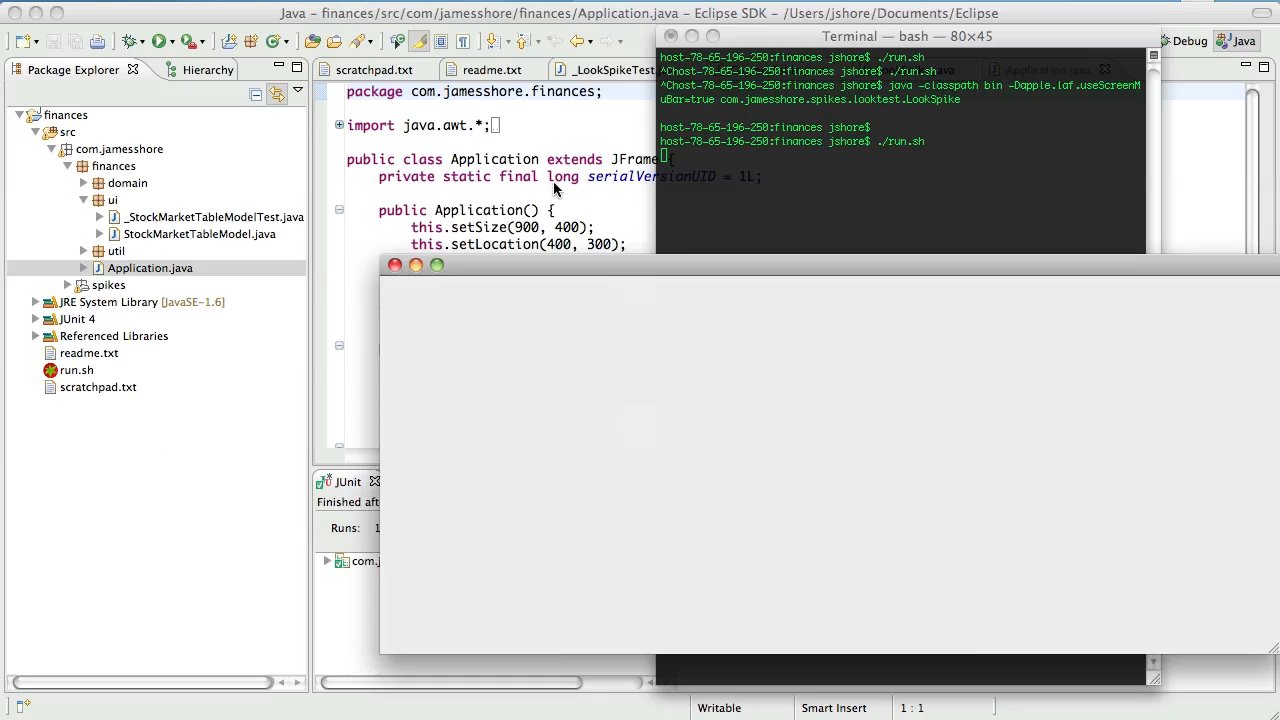 Java – finances/src/com/jamesshore/finances/Application.java – Eclipse SDK – /Users/jshore/Documents/Eclipse
Terminal — bash — 80×45
Debug
Java
Package Explorer
Hierarchy
scratchpad.txt
readme.txt
_LookSpikeTest.
Application.java
host-78-65-196-250:finances jshore$ ./run.sh
^Chost-78-65-196-250:finances jshore$ ./run.sh
^Chost-78-65-196-250:finances jshore$ java -classpath bin -Dapple.laf.useScreenM
uBar=true com.jamesshore.spikes.looktest.LookSpike
host-78-65-196-250:finances jshore$
host-78-65-196-250:finances jshore$ ./run.sh
finances
src
com.jamesshore
finances
domain
ui
_StockMarketTableModelTest.java
StockMarketTableModel.java
util
Application.java
spikes
JRE System Library [JavaSE-1.6]
JUnit 4
Referenced Libraries
readme.txt
run.sh
scratchpad.txt
package com.jamesshore.finances;
import java.awt.*;
public class Application extends JFrame {
private static final long serialVersionUID = 1L;
public Application() {
this.setSize(900, 400);
this.setLocation(400, 300);
JUnit
Finished aft
Runs: 1
com.j
Writable
Smart Insert
1 : 1